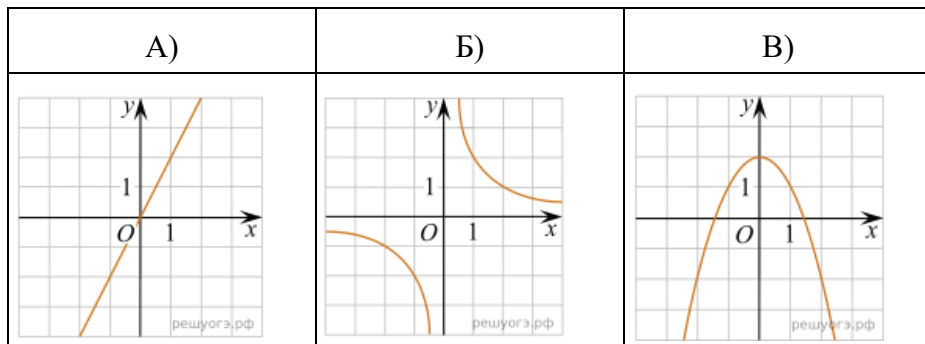 А) Б) В)
y y y
1 1 1
O 1 x O 1 x O 1 x
решуогэ.рф решуогэ.рф решуогэ.рф